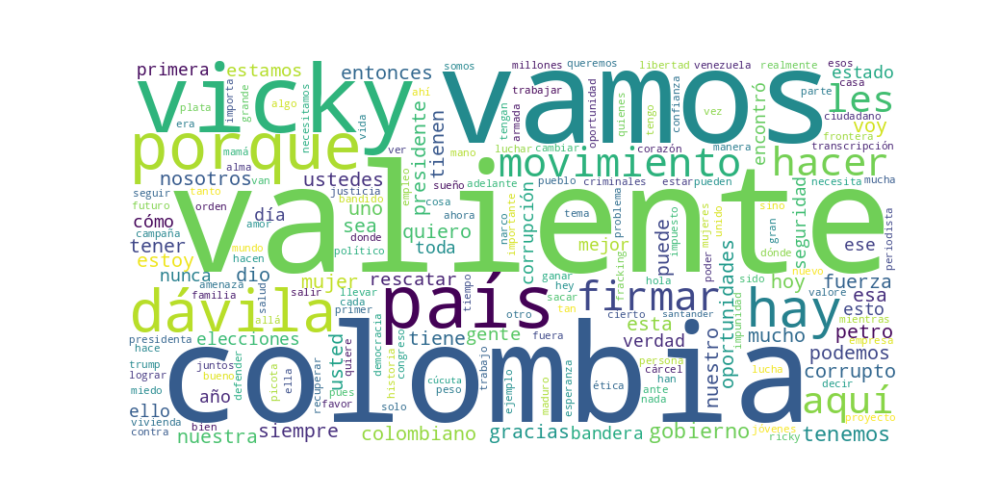 vicky
vamos
valiente
colombia
porque
país
dávila
hay
firmar
movimiento
hacer
aquí
les
primera
estamos
entonces
somos
millones
queremos
libertad
venezuela
realmente
esos
estado
casa
parte
ciudadano
voy
frontera
transcripción
encontró
importa
grande
plata
algo
necesitamos
ahí
vida
era
mamá
ver
presidente
tienen
trabajar
armada
tengan
oportunidad
quienes
tengo
confianza
vez
luchar
cambiar
corazón
manera
mano
nosotros
van
alma
ustedes
justicia
sueño
adelante
pueblo
criminales
estar
pueden
necesita
mucha
seguir
tanto
bandido
empleo
cosa
futuro
orden
amor
uno
donde
ahora
narco
importante
tema
problema
impuesto
mujeres
unido
sino
gran
seguridad
periodista
cómo
día
campaña
sea
quiero
corrupción
puede
poder
dónde
ese
tener
mundo
hacen
político
toda
mejor
fracking
estoy
nunca
dio
mujer
rescatar
tiempo
ganar
hey
hola
sido
nuevo
hoy
fuerza
familia
amenaza
salud
salir
llevar
cada
primer
sacar
tan
oportunidades
valore
esa
esto
allá
otro
cierto
santander
impunidad
mientras
empresa
presidenta
elecciones
tiene
gente
fuera
esta
verdad
nuestro
mucho
petro
hace
trump
juntos
defender
usted
quiere
democracia
congreso
lograr
bueno
ella
picota
recuperar
historia
cúcuta
peso
trabajo
ejemplo
maduro
esperanza
ética
persona
cárcel
han
ante
nada
lucha
podemos
corrupto
decir
miedo
año
pues
favor
solo
proyecto
ello
vivienda
contra
bien
nuestra
siempre
colombiano
gracias
bandera
gobierno
jóvenes
ricky
tenemos